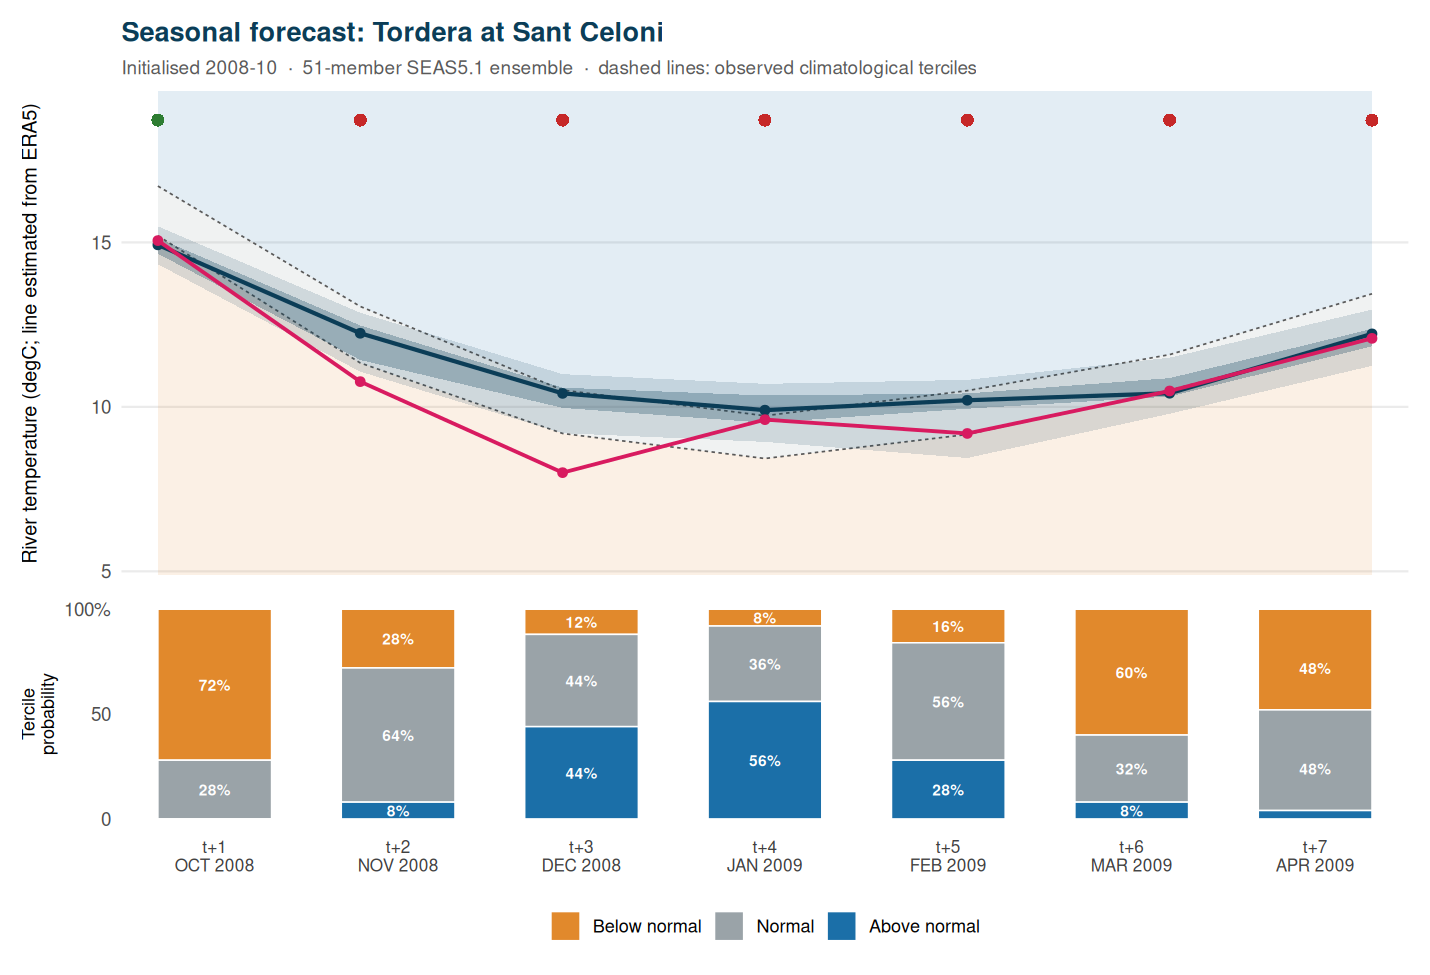 Seasonal forecast: Tordera at Sant Celoni
Initialised 2008-10 · 51-member SEAS5.1 ensemble · dashed lines: observed climatological terciles
River temperature (degC; line estimated from ERA5)
15
10
5
Tercile
probability
100%
50
0
72%
28%
28%
64%
8%
12%
44%
44%
8%
36%
56%
16%
56%
28%
60%
32%
8%
48%
48%
t+1
OCT 2008
t+2
NOV 2008
t+3
DEC 2008
t+4
JAN 2009
t+5
FEB 2009
t+6
MAR 2009
t+7
APR 2009
Below normal
Normal
Above normal